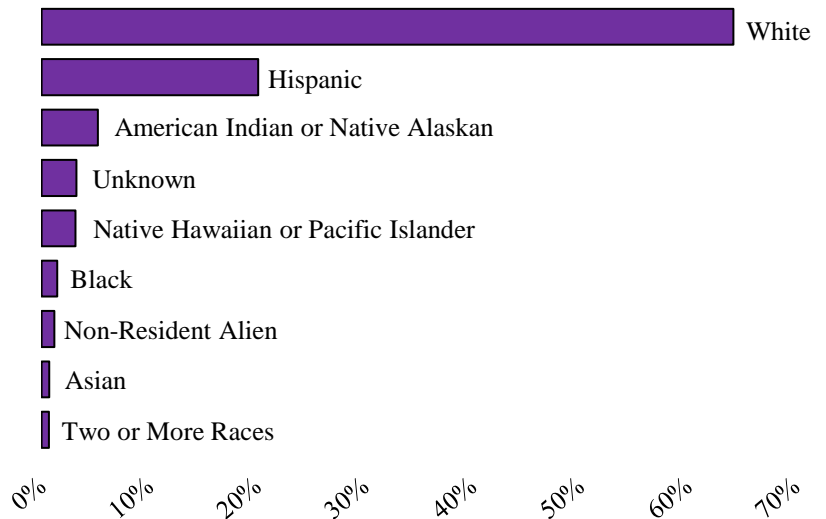 White
Hispanic
American Indian or Native Alaskan
Unknown
Native Hawaiian or Pacific Islander
Black
Non-Resident Alien
Asian
Two or More Races
0% 10% 20% 30% 40% 50% 60% 70%